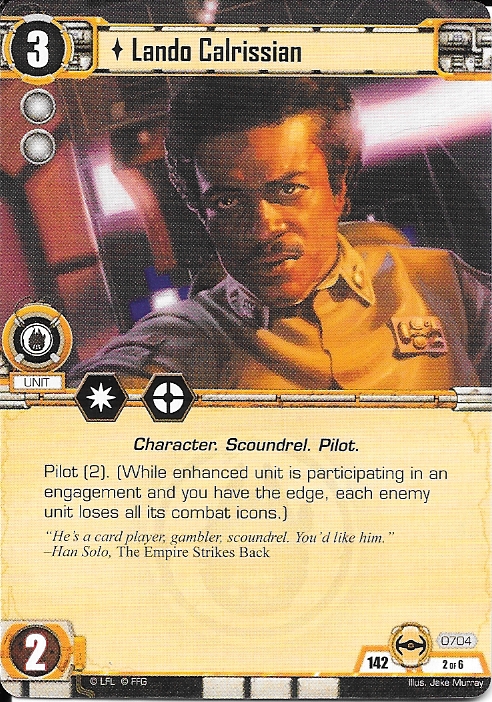 3
Lando Calrissian
UNIT
Character. Scoundrel. Pilot.
Pilot (2). (While enhanced unit is participating in an
engagement and you have the edge, each enemy
unit loses all its combat icons.)
“He's a card player, gambler, scoundrel. You'd like him.”
–Han Solo, The Empire Strikes Back
2
0704
142
2 OF 6
© LFL © FFG
Illus. Jake Murray